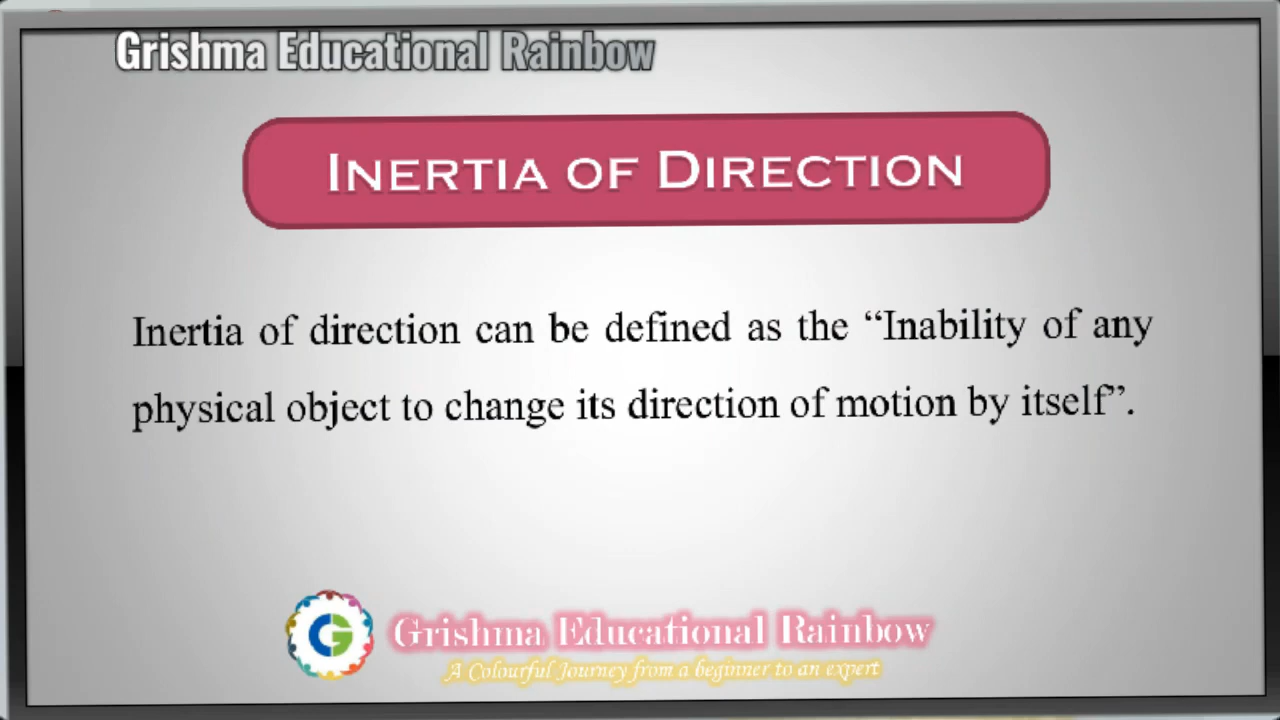 Grishma Educational Rainbow
INERTIA OF DIRECTION
Inertia of direction can be defined as the “Inability of any
physical object to change its direction of motion by itself”.
G
Grishma Educational Rainbow
A Colourful Journey from a beginner to an expert